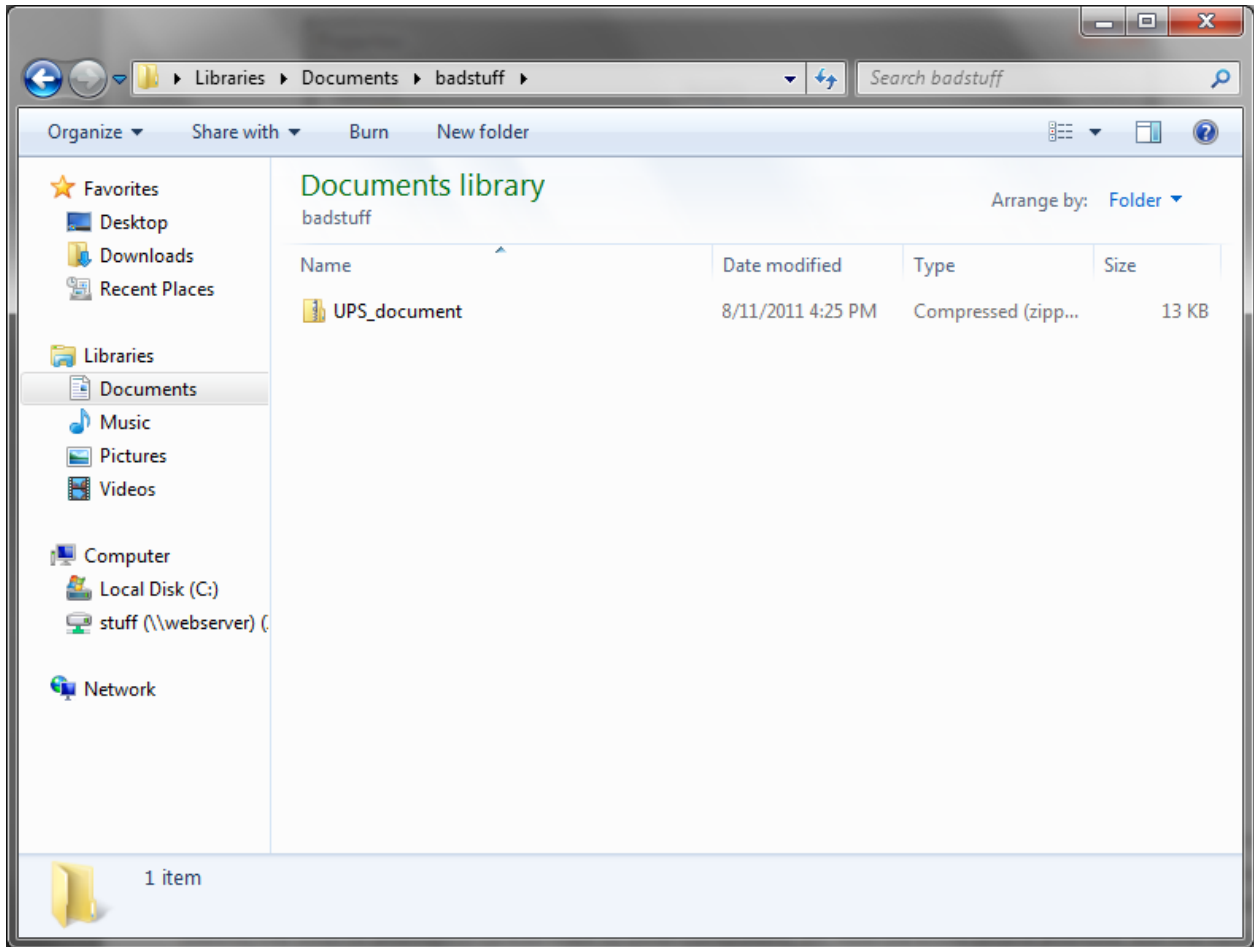 Libraries Documents badstuff
Search badstuff
Organize Share with Burn New folder
Favorites
Desktop
Downloads
Recent Places
Libraries
Documents
Music
Pictures
Videos
Computer
Local Disk (C:)
stuff (\\webserver) (
Network
Documents library
badstuff
Arrange by: Folder
Name Date modified Type Size
UPS_document 8/11/2011 4:25 PM Compressed (zipp... 13 KB
1 item